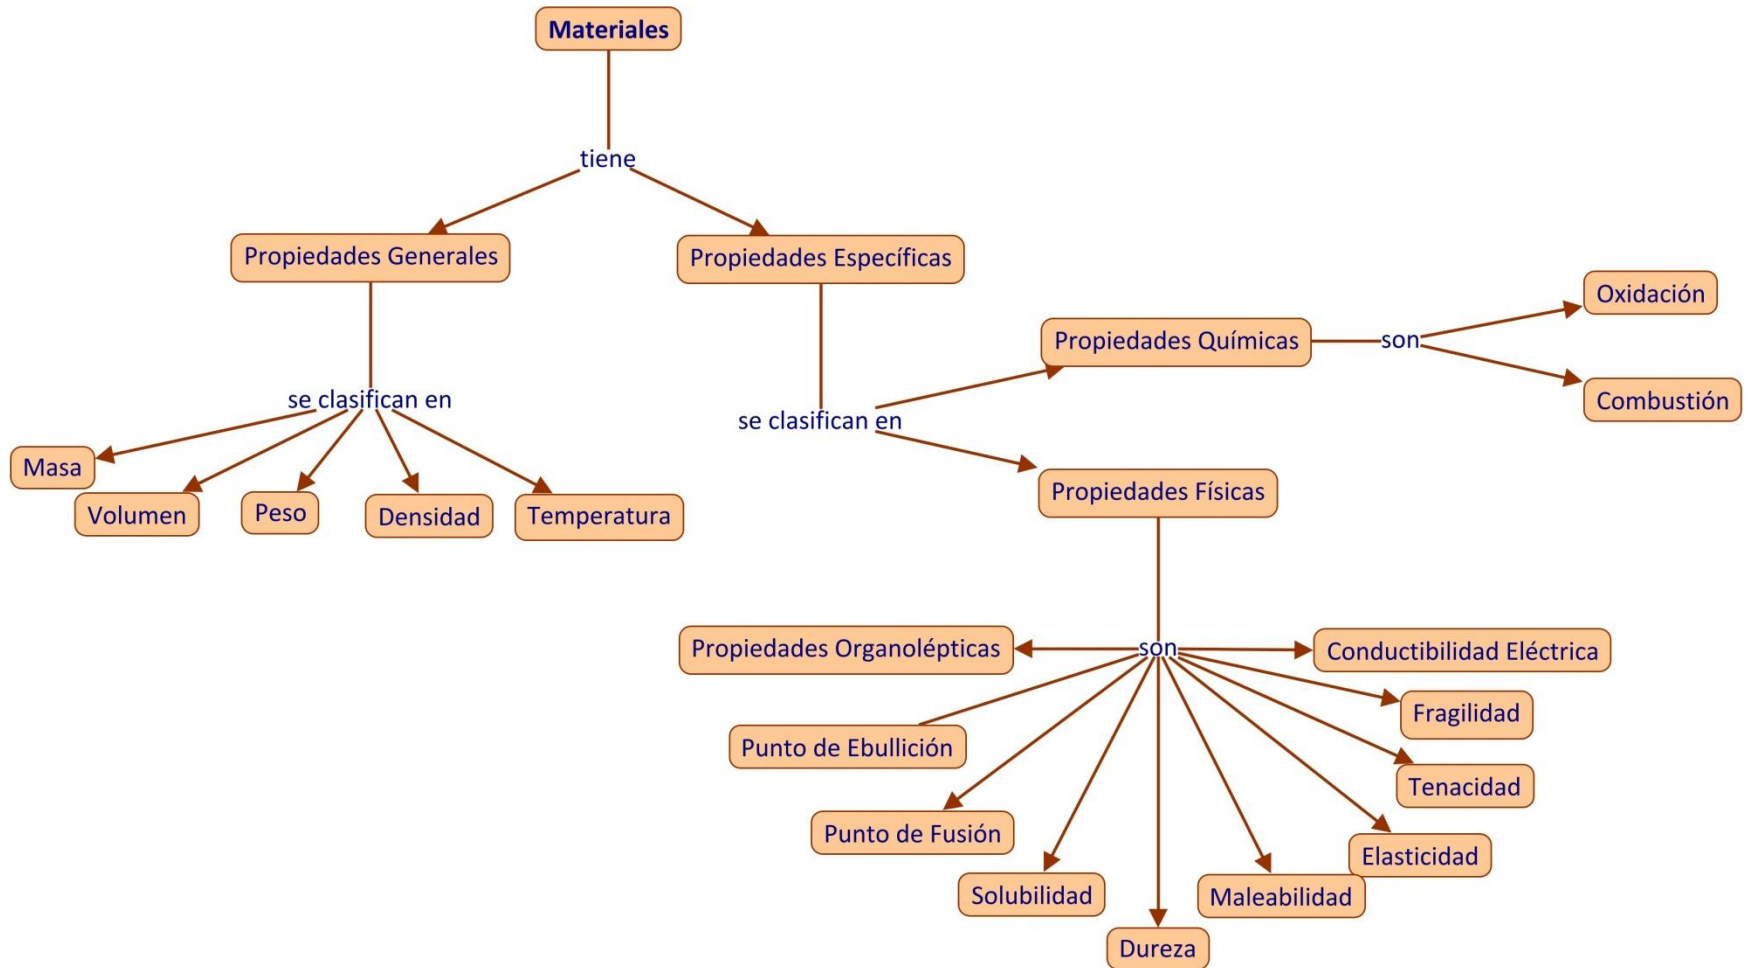 Materiales
tiene
Propiedades Generales
Propiedades Específicas
se clasifican en
Masa
Volumen
Peso
Densidad
Temperatura
se clasifican en
Propiedades Químicas
son
Oxidación
Combustión
Propiedades Físicas
son
Propiedades Organolépticas
Punto de Ebullición
Punto de Fusión
Solubilidad
Dureza
Maleabilidad
Elasticidad
Tenacidad
Fragilidad
Conductibilidad Eléctrica